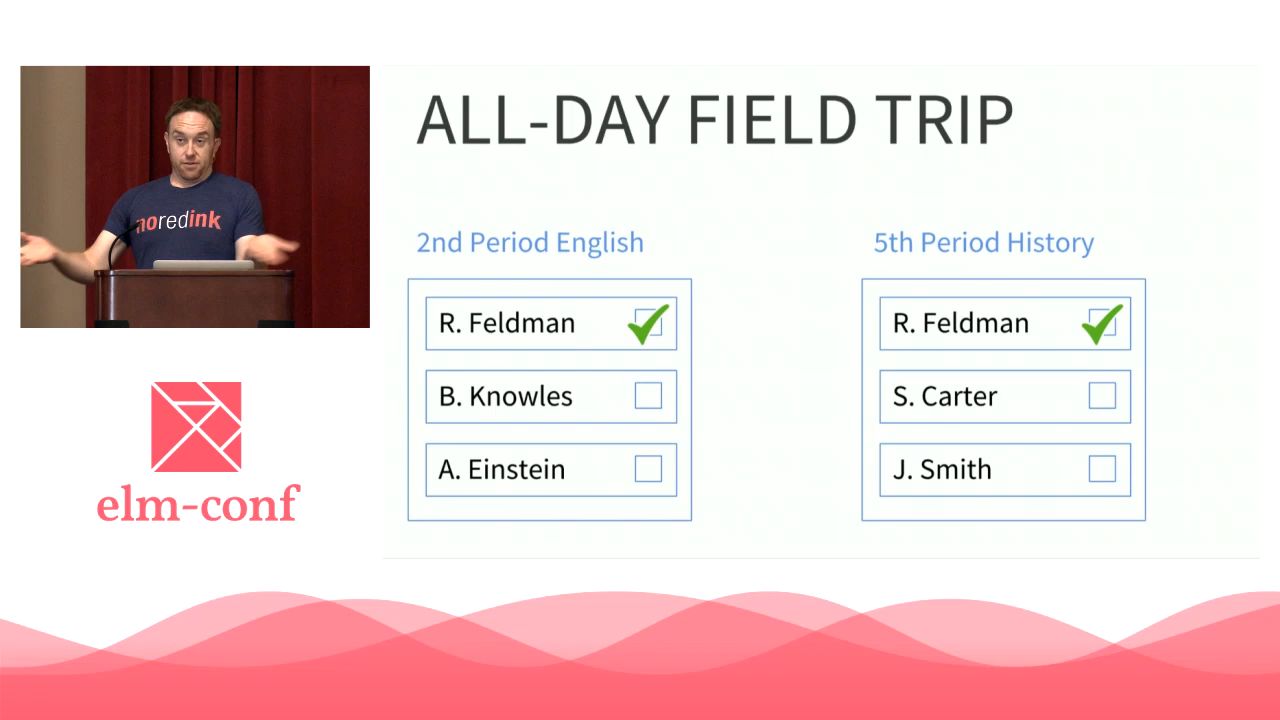 ALL-DAY FIELD TRIP
noredink
2nd Period English
5th Period History
R. Feldman
B. Knowles
A. Einstein
R. Feldman
S. Carter
J. Smith
elm-conf